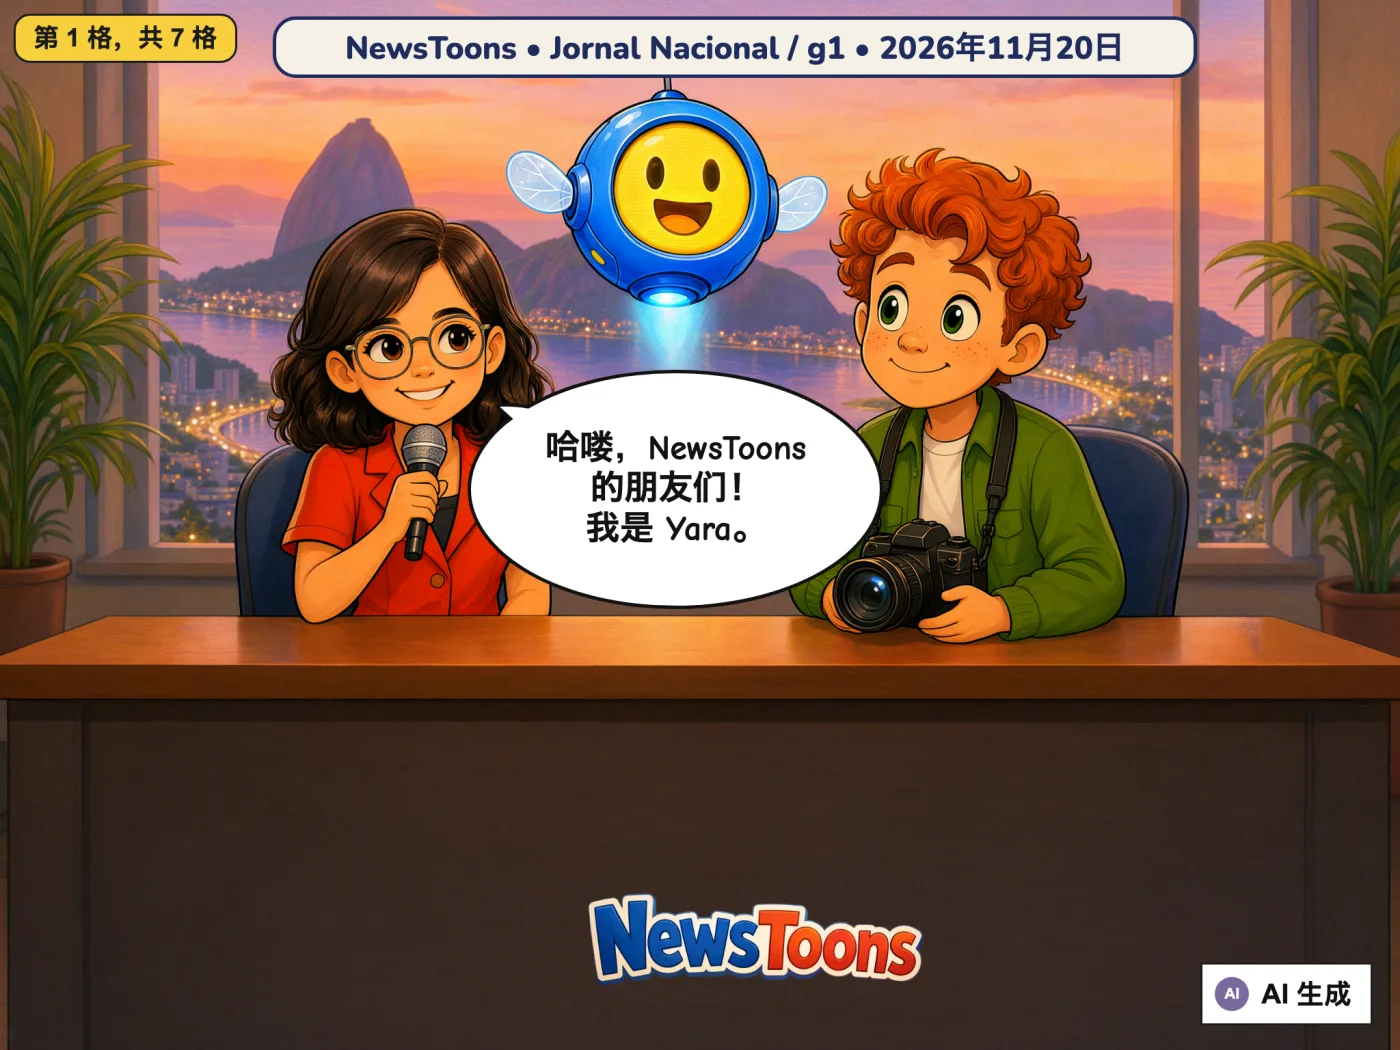 第 1 格，共 7 格
NewsToons • Jornal Nacional / g1 • 2026年11月20日
哈喽，NewsToons
的朋友们！
我是 Yara。
NewsToons
AI AI 生成